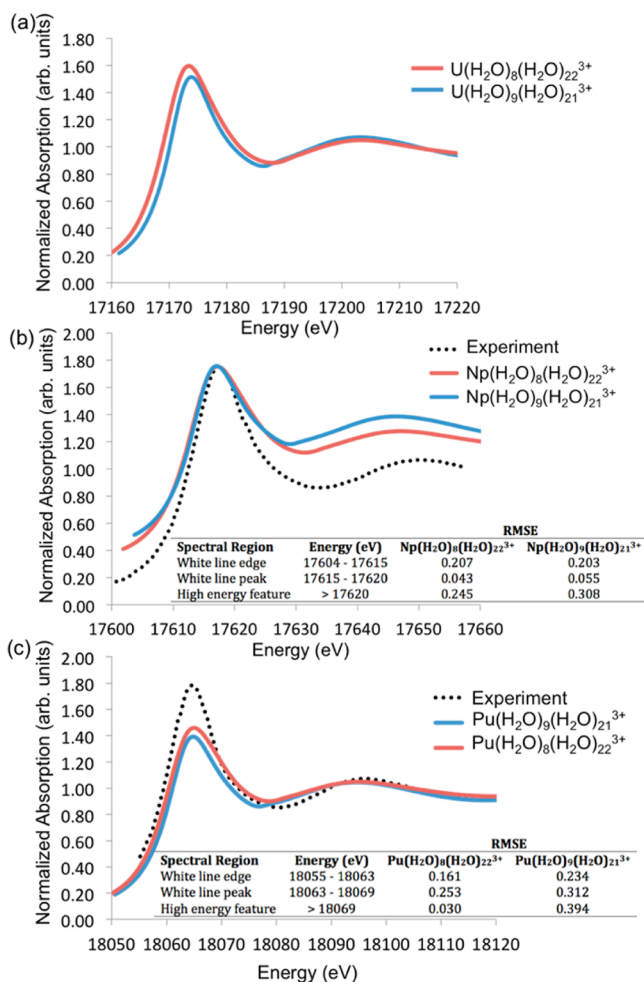 (a)
Normalized Absorption (arb. units)
1.80
1.60
1.40
1.20
1.00
0.80
0.60
0.40
0.20
0.00
U(H₂O)₈(H₂O)₂₂³⁺
U(H₂O)₉(H₂O)₂₁³⁺
17160 17170 17180 17190 17200 17210 17220
Energy (eV)
(b)
Normalized Absorption (arb. units)
2.00
1.80
1.60
1.40
1.20
1.00
0.80
0.60
0.40
0.20
0.00
Experiment
Np(H₂O)₈(H₂O)₂₂³⁺
Np(H₂O)₉(H₂O)₂₁³⁺
RMSE
Spectral Region Energy (eV) Np(H₂O)₈(H₂O)₂₂³⁺ Np(H₂O)₉(H₂O)₂₁³⁺
White line edge 17604 - 17615 0.207 0.203
White line peak 17615 - 17620 0.043 0.055
High energy feature > 17620 0.245 0.308
17600 17610 17620 17630 17640 17650 17660
Energy (eV)
(c)
Normalized Absorption (arb. units)
2.00
1.80
1.60
1.40
1.20
1.00
0.80
0.60
0.40
0.20
0.00
Experiment
Pu(H₂O)₉(H₂O)₂₁³⁺
Pu(H₂O)₈(H₂O)₂₂³⁺
RMSE
Spectral Region Energy (eV) Pu(H₂O)₈(H₂O)₂₂³⁺ Pu(H₂O)₉(H₂O)₂₁³⁺
White line edge 18055 - 18063 0.161 0.234
White line peak 18063 - 18069 0.253 0.312
High energy feature > 18069 0.030 0.394
18050 18060 18070 18080 18090 18100 18110 18120
Energy (eV)